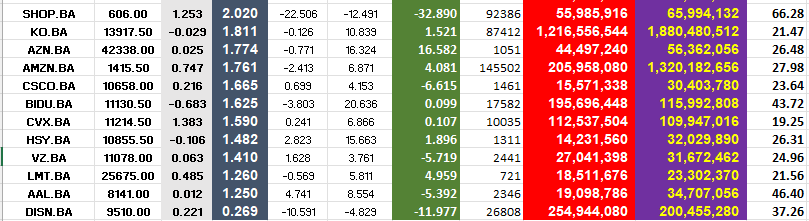 SHOP.BA 606.00 1.253 2.020 -22.506 -12.491 -32.890 92386 55,985,916 65,994,132 66.28
KO.BA 13917.50 -0.029 1.811 -0.126 10.839 1.521 87412 1,216,556,544 1,880,480,512 21.47
AZN.BA 42338.00 0.025 1.774 -0.771 16.324 16.582 1051 44,497,240 56,362,056 26.48
AMZN.BA 1415.50 0.747 1.761 -2.413 6.871 4.081 145502 205,958,080 1,320,182,656 27.98
CSCO.BA 10658.00 0.216 1.665 0.699 4.153 -6.615 1461 15,571,338 30,403,780 23.64
BIDU.BA 11130.50 -0.683 1.625 -3.803 20.636 0.099 17582 195,696,448 115,992,808 43.72
CVX.BA 11214.50 1.383 1.590 0.241 6.866 0.107 10035 112,537,504 109,947,016 19.25
HSY.BA 10855.50 -0.106 1.482 2.823 15.663 1.896 1311 14,231,560 32,029,890 26.31
VZ.BA 11078.00 0.063 1.410 1.628 3.761 -5.719 2441 27,041,398 31,672,462 24.96
LMT.BA 25675.00 0.485 1.260 -0.569 5.811 4.959 721 18,511,676 23,302,370 21.56
AAL.BA 8141.00 0.012 1.250 4.741 8.554 -5.392 2346 19,098,786 34,707,056 46.40
DISN.BA 9510.00 0.221 0.269 -10.591 -4.829 -11.977 26808 254,944,080 200,455,280 37.26